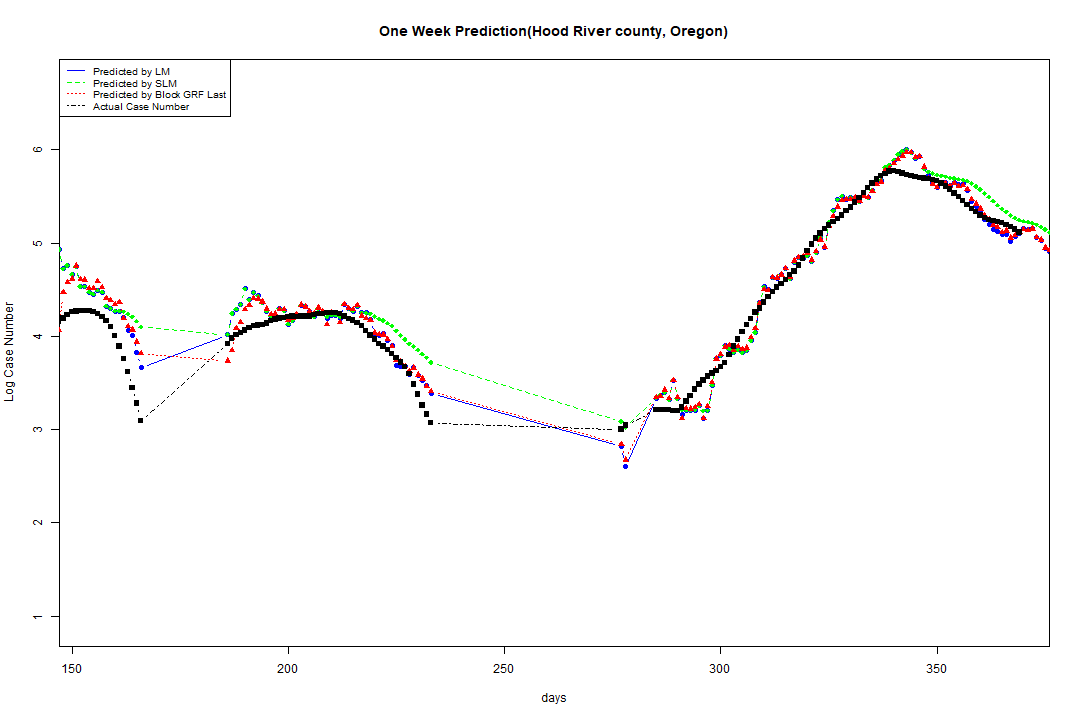 One Week Prediction(Hood River county, Oregon)
Predicted by LM
Predicted by SLM
Predicted by Block GRF Last
Actual Case Number
Log Case Number
6
5
4
3
2
1
150 200 250 300 350
days